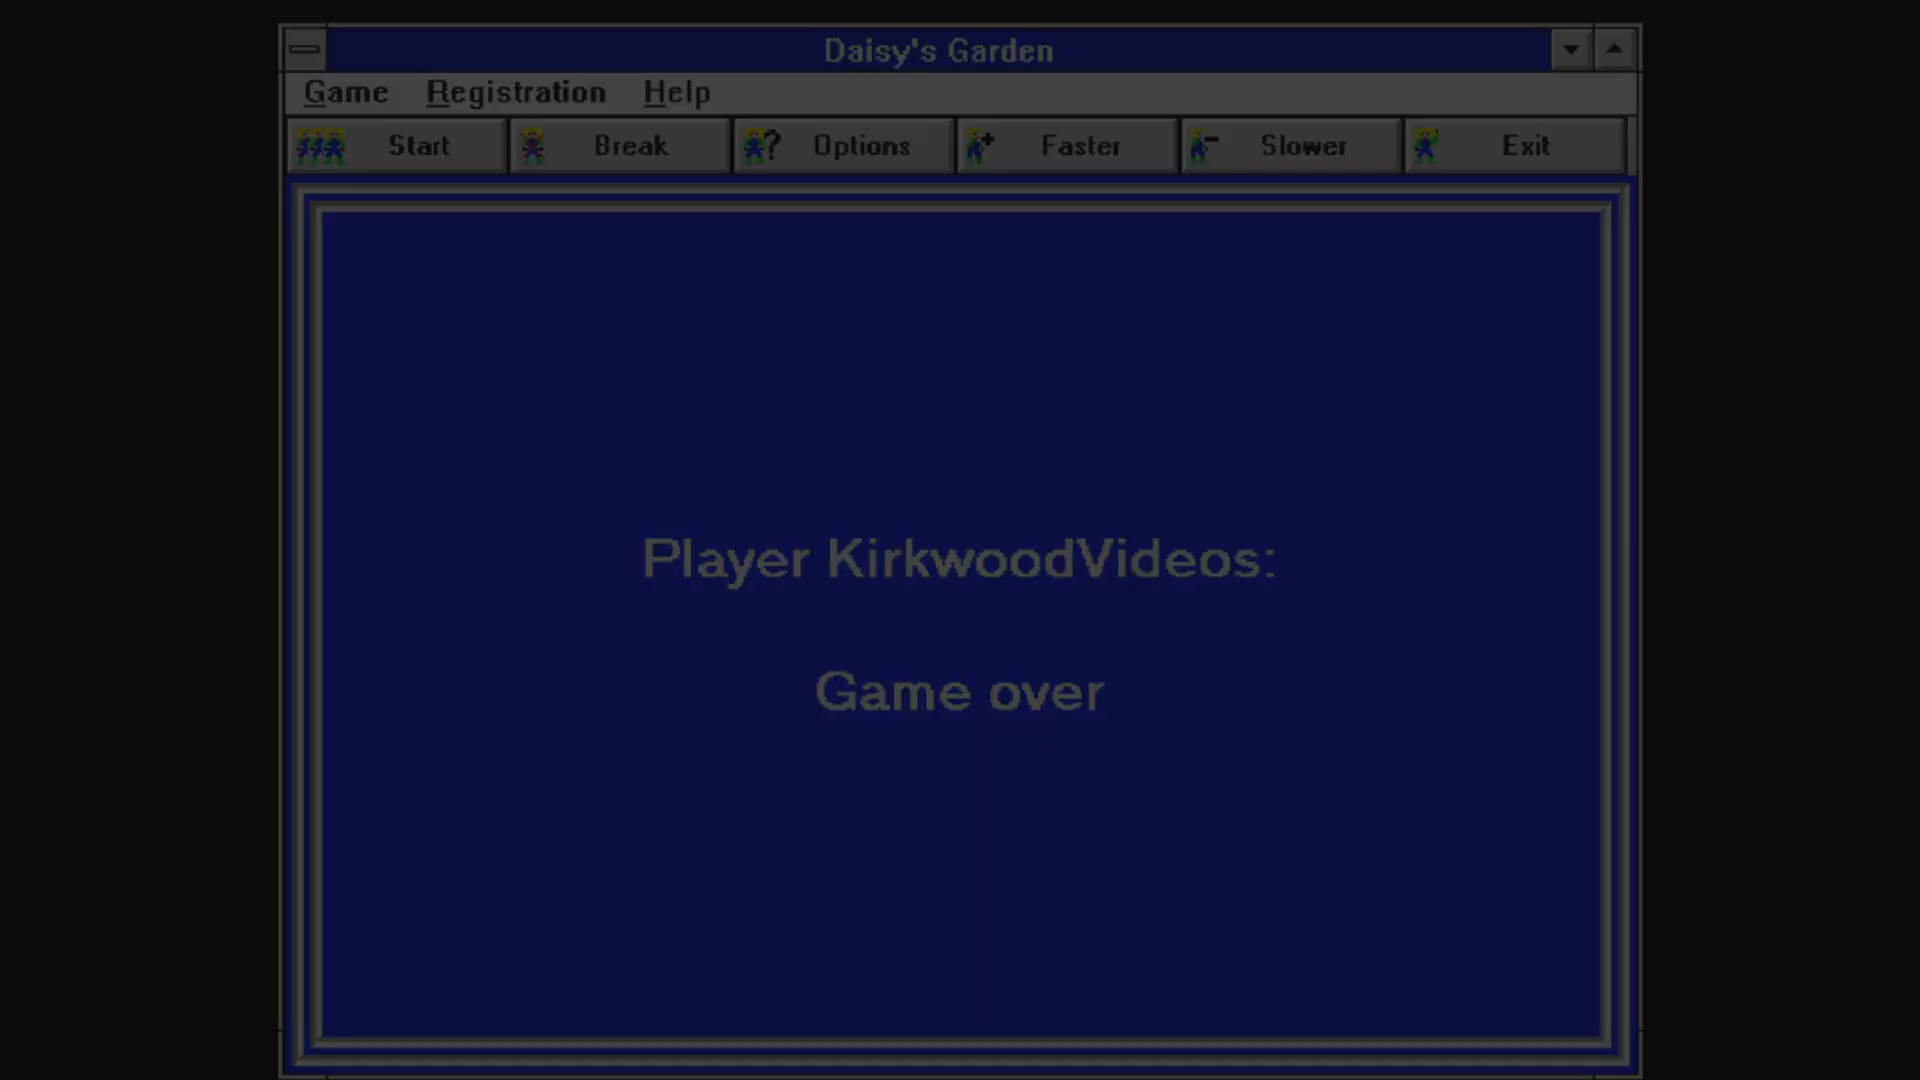 Daisy's Garden
Game Registration Help
Start Break Options Faster Slower Exit
Player KirkwoodVideos:
Game over